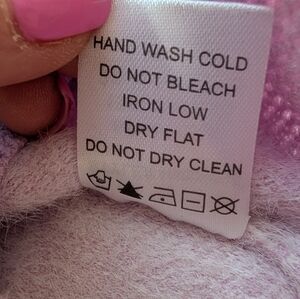 HAND WASH COLD
DO NOT BLEACH
IRON LOW
DRY FLAT
DO NOT DRY CLEAN